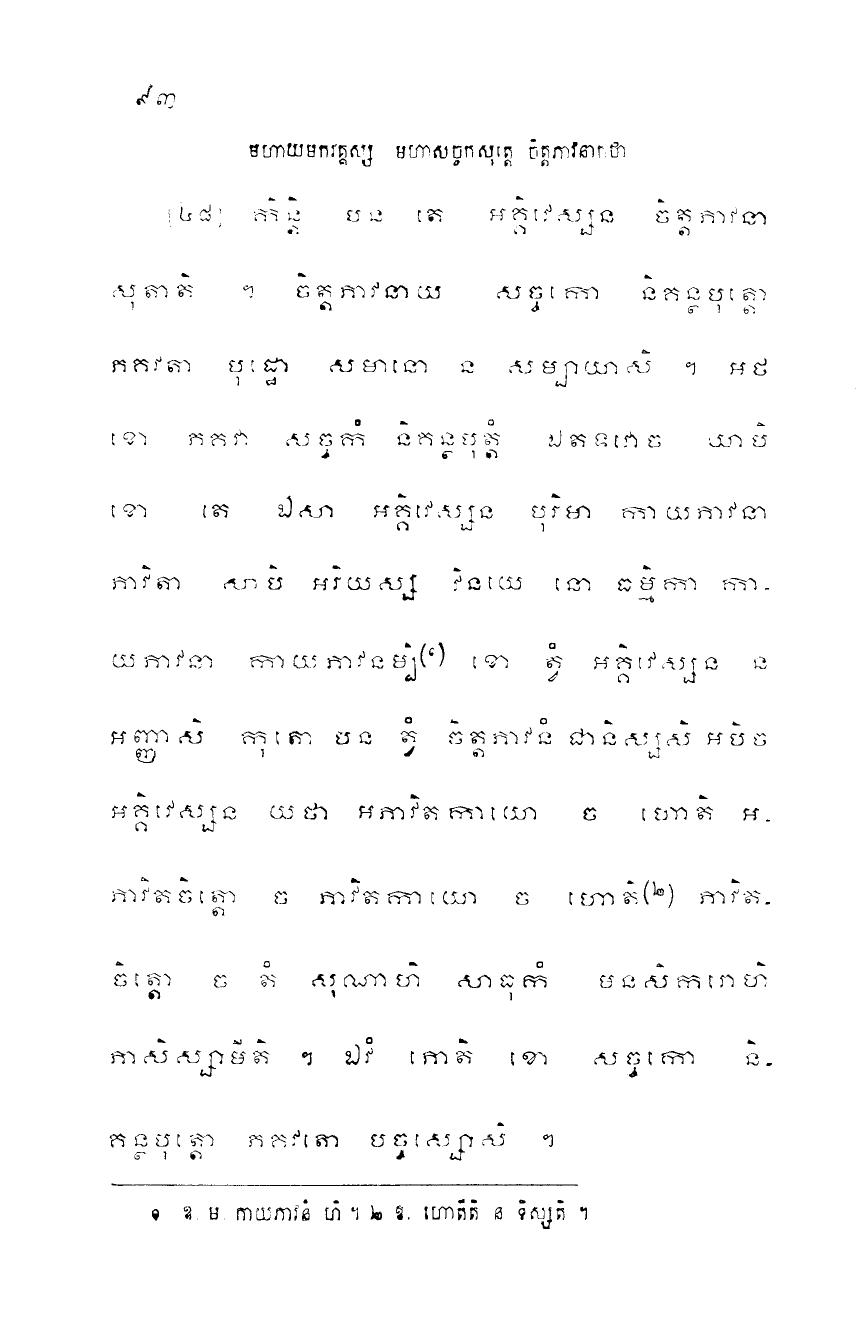 ៩៣
មហាយមកវគ្គស្ស មហាសច្ចកសុត្តេ ចិត្តភាវនាកថា
[៤៨] កិន្តិ បន តេ អគ្គិវេស្សន ចិត្តភាវនា
សុតាតិ ។ ចិត្តភាវនាយ សច្ចកោ និគន្ថបុត្តោ
ភគវតា បុដ្ឋោ សមានោ ន សម្បាយាសិ ។ អថ
ខោ ភគវា សច្ចកំ និគន្ថបុត្តំ ឯតទវោច យាបិ
ខោ តេ ឯសា អគ្គិវេស្សន បុរិមា កាយភាវនា
ភាវិតា សាបិ អរិយស្ស វិនយេ នោ ធម្មិកា កា-
យភាវនា កាយភាវនម្បិ(១) ខោ ត្វំ អគ្គិវេស្សន ន
អញ្ញាសិ កុតោ បន ត្វំ ចិត្តភាវនំ ជានិស្សសិ អបិច
អគ្គិវេស្សន យថា អភាវិតកាយោ ច ហោតិ អ-
ភាវិតចិត្តោ ច ភាវិតកាយោ ច ហោតិ(២) ភាវិត-
ចិត្តោ ច តំ សុណាហិ សាធុកំ មនសិការោហិ
ភាសិស្សាមីតិ ។ ឯវំ ភោតិ ខោ សច្ចកោ និ-
គន្ថបុត្តោ ភគវតោ បច្ចស្សោសិ ។
១ ឱ. ម. កាយភាវនំ ហិ ។ ២ ឱ. ហោតីតិ ន ទិស្សតិ ។